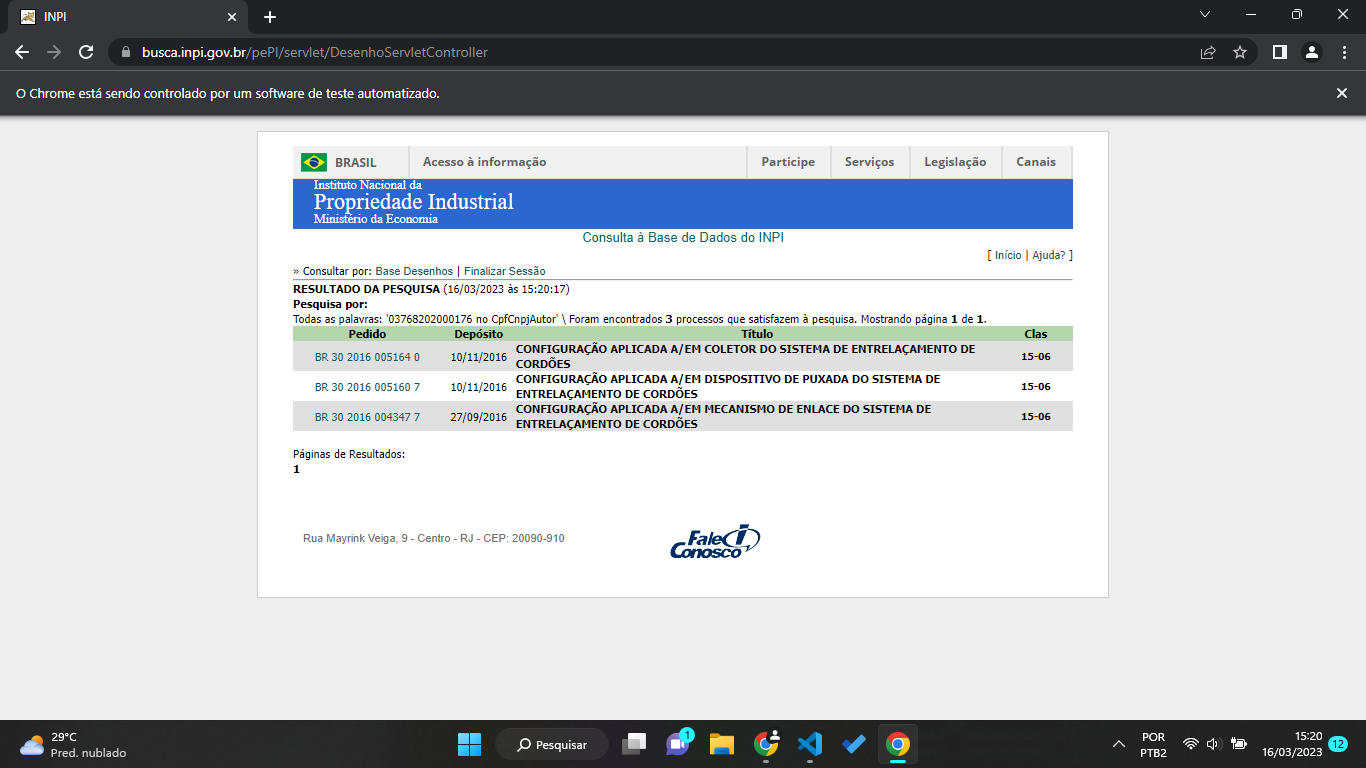 INPI
busca.inpi.gov.br/pePI/servlet/DesenhoServletController
O Chrome está sendo controlado por um software de teste automatizado.
BRASIL Acesso à informação Participe Serviços Legislação Canais
Instituto Nacional da
Propriedade Industrial
Ministério da Economia
Consulta à Base de Dados do INPI
[ Início | Ajuda? ]
» Consultar por: Base Desenhos | Finalizar Sessão
RESULTADO DA PESQUISA (16/03/2023 às 15:20:17)
Pesquisa por:
Todas as palavras: '03768202000176 no CpfCnpjAutor' \ Foram encontrados 3 processos que satisfazem à pesquisa. Mostrando página 1 de 1.
Pedido Depósito Título Clas
BR 30 2016 005164 0 10/11/2016 CONFIGURAÇÃO APLICADA A/EM COLETOR DO SISTEMA DE ENTRELAÇAMENTO DE 15-06
CORDÕES
BR 30 2016 005160 7 10/11/2016 CONFIGURAÇÃO APLICADA A/EM DISPOSITIVO DE PUXADA DO SISTEMA DE 15-06
ENTRELAÇAMENTO DE CORDÕES
BR 30 2016 004347 7 27/09/2016 CONFIGURAÇÃO APLICADA A/EM MECANISMO DE ENLACE DO SISTEMA DE 15-06
ENTRELAÇAMENTO DE CORDÕES
Páginas de Resultados:
1
Rua Mayrink Veiga, 9 - Centro - RJ - CEP: 20090-910
Fale
Conosco
29°C
Pred. nublado
Pesquisar
1
POR
PTB2
15:20
16/03/2023
12